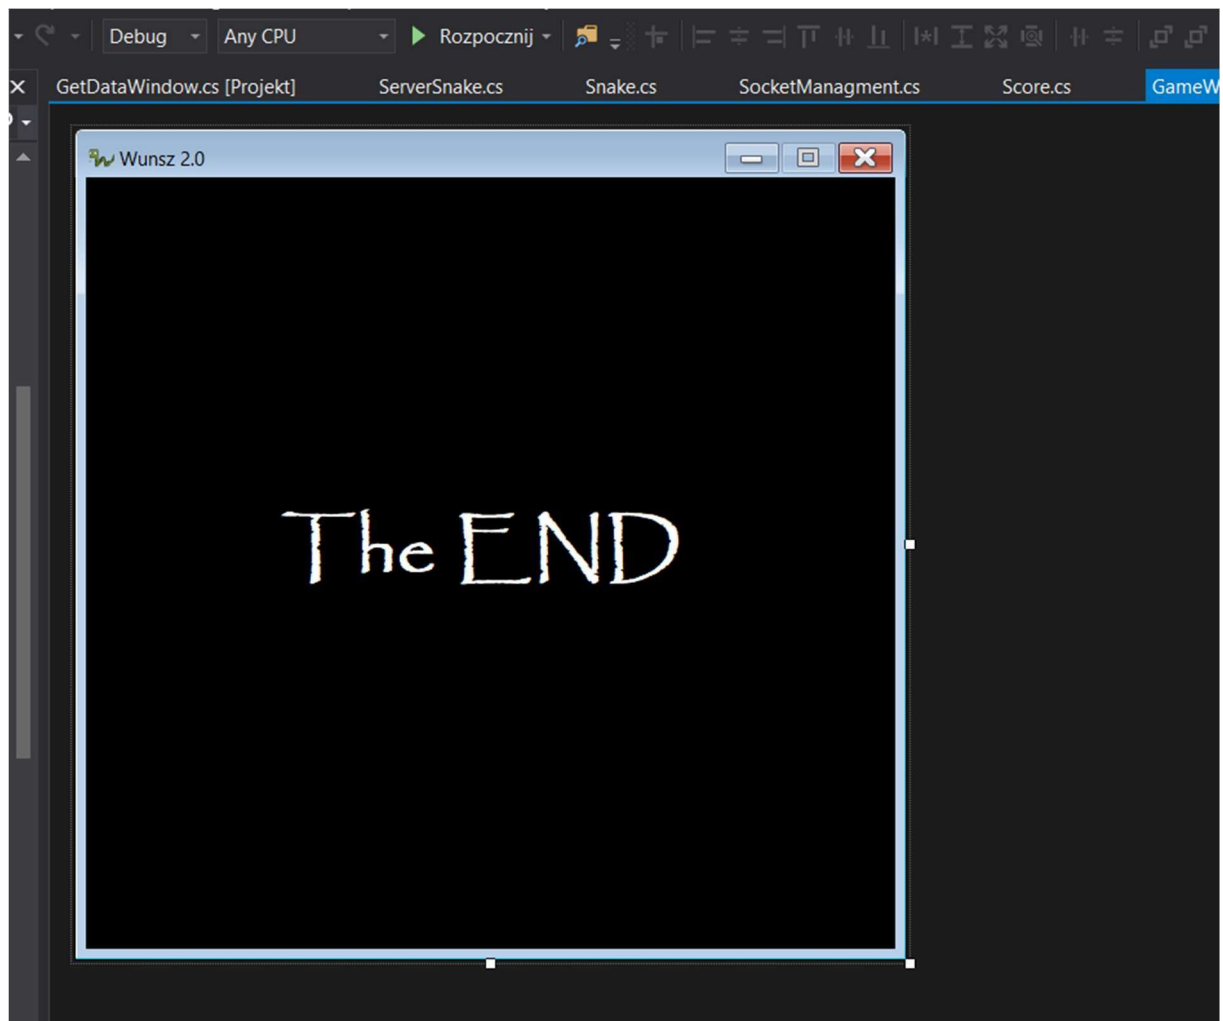 Debug Any CPU Rozpocznij
GetDataWindow.cs [Projekt] ServerSnake.cs Snake.cs SocketManagment.cs Score.cs GameW
Wunsz 2.0
The END